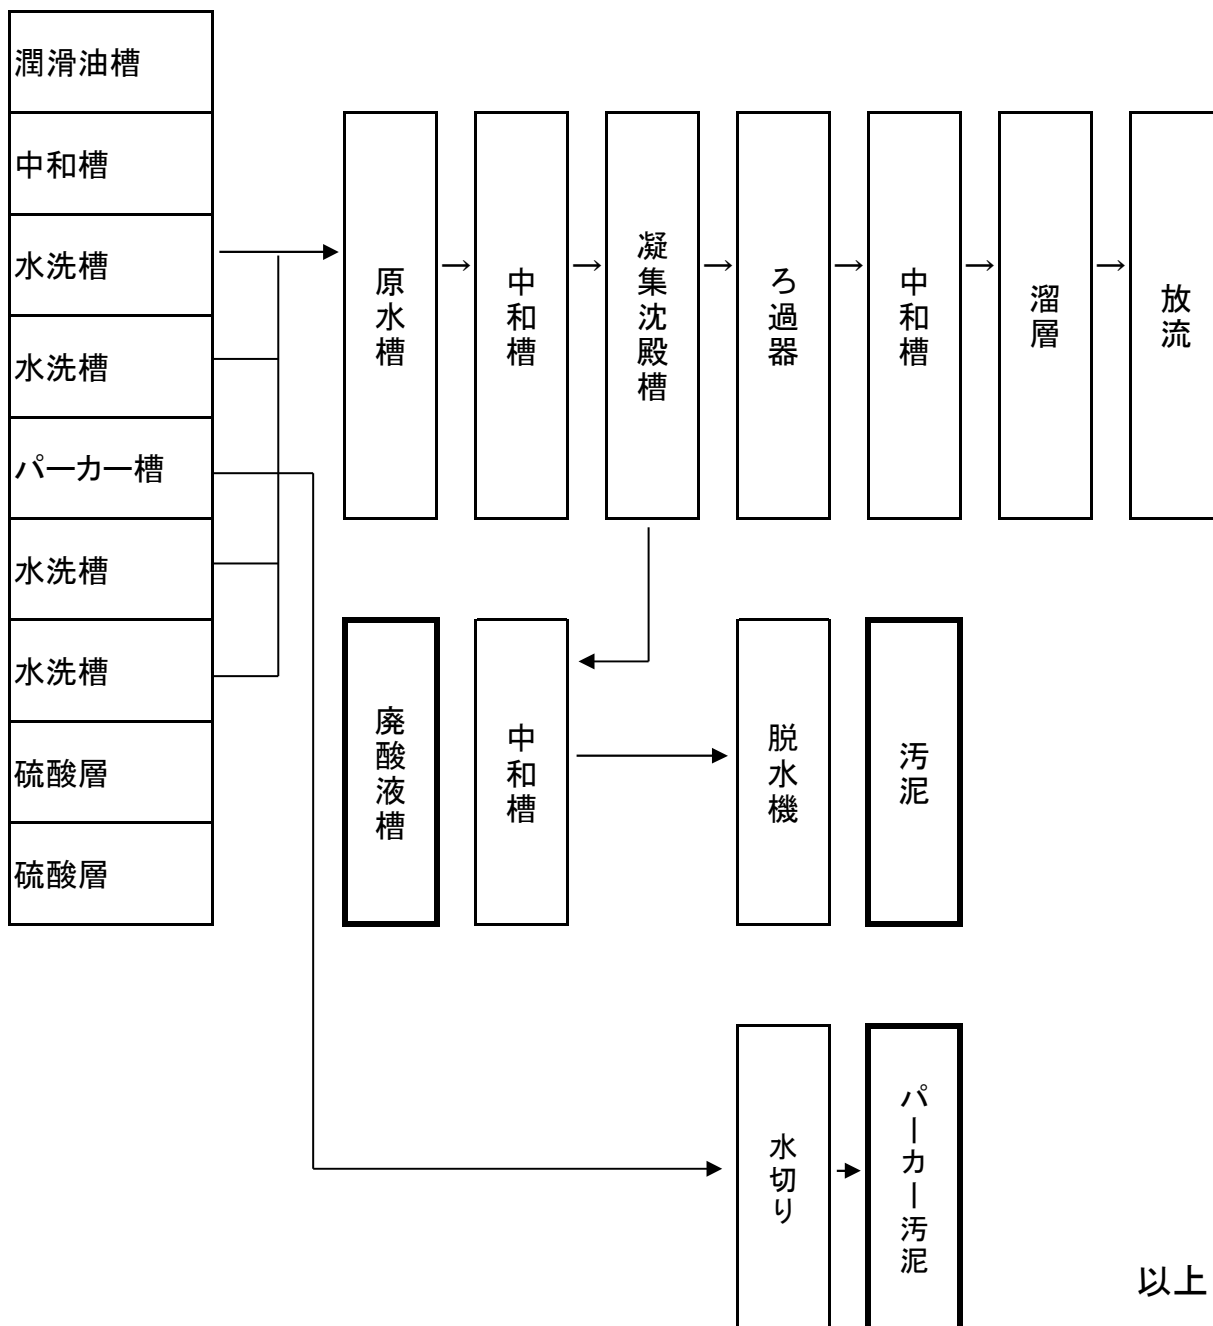 潤滑油槽
中和槽
水洗槽
水洗槽
パーカー槽
水洗槽
水洗槽
硫酸層
硫酸層
原水槽
→
中和槽
→
凝集沈殿槽
→
ろ過器
→
中和槽
→
溜層
→
放流
廃酸液槽
中和槽
脱水機
汚泥
水切り
パーカー汚泥
以上